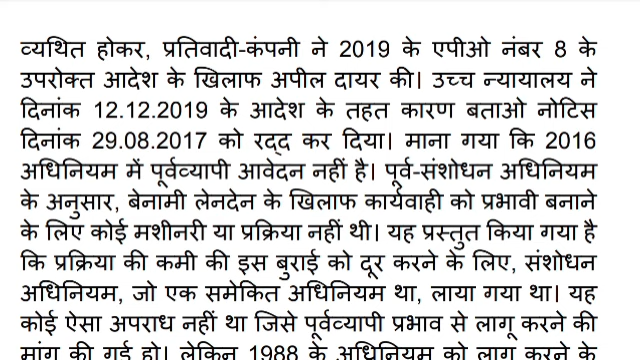 व्यथित होकर, प्रतिवादी-कंपनी ने 2019 के एपीओ नंबर 8 के
उपरोक्त आदेश के खिलाफ अपील दायर की। उच्च न्यायालय ने
दिनांक 12.12.2019 के आदेश के तहत कारण बताओ नोटिस
दिनांक 29.08.2017 को रद्द कर दिया। माना गया कि 2016
अधिनियम में पूर्वव्यापी आवेदन नहीं है। पूर्व-संशोधन अधिनियम
के अनुसार, बेनामी लेनदेन के खिलाफ कार्यवाही को प्रभावी बनाने
के लिए कोई मशीनरी या प्रक्रिया नहीं थी। यह प्रस्तुत किया गया है
कि प्रक्रिया की कमी की इस बुराई को दूर करने के लिए, संशोधन
अधिनियम, जो एक समेकित अधिनियम था, लाया गया था। यह
कोई ऐसा अपराध नहीं था जिसे पूर्वव्यापी प्रभाव से लागू करने की
मांग की गई हो। लेकिन 1988 के अधिनियम को लागू करने के